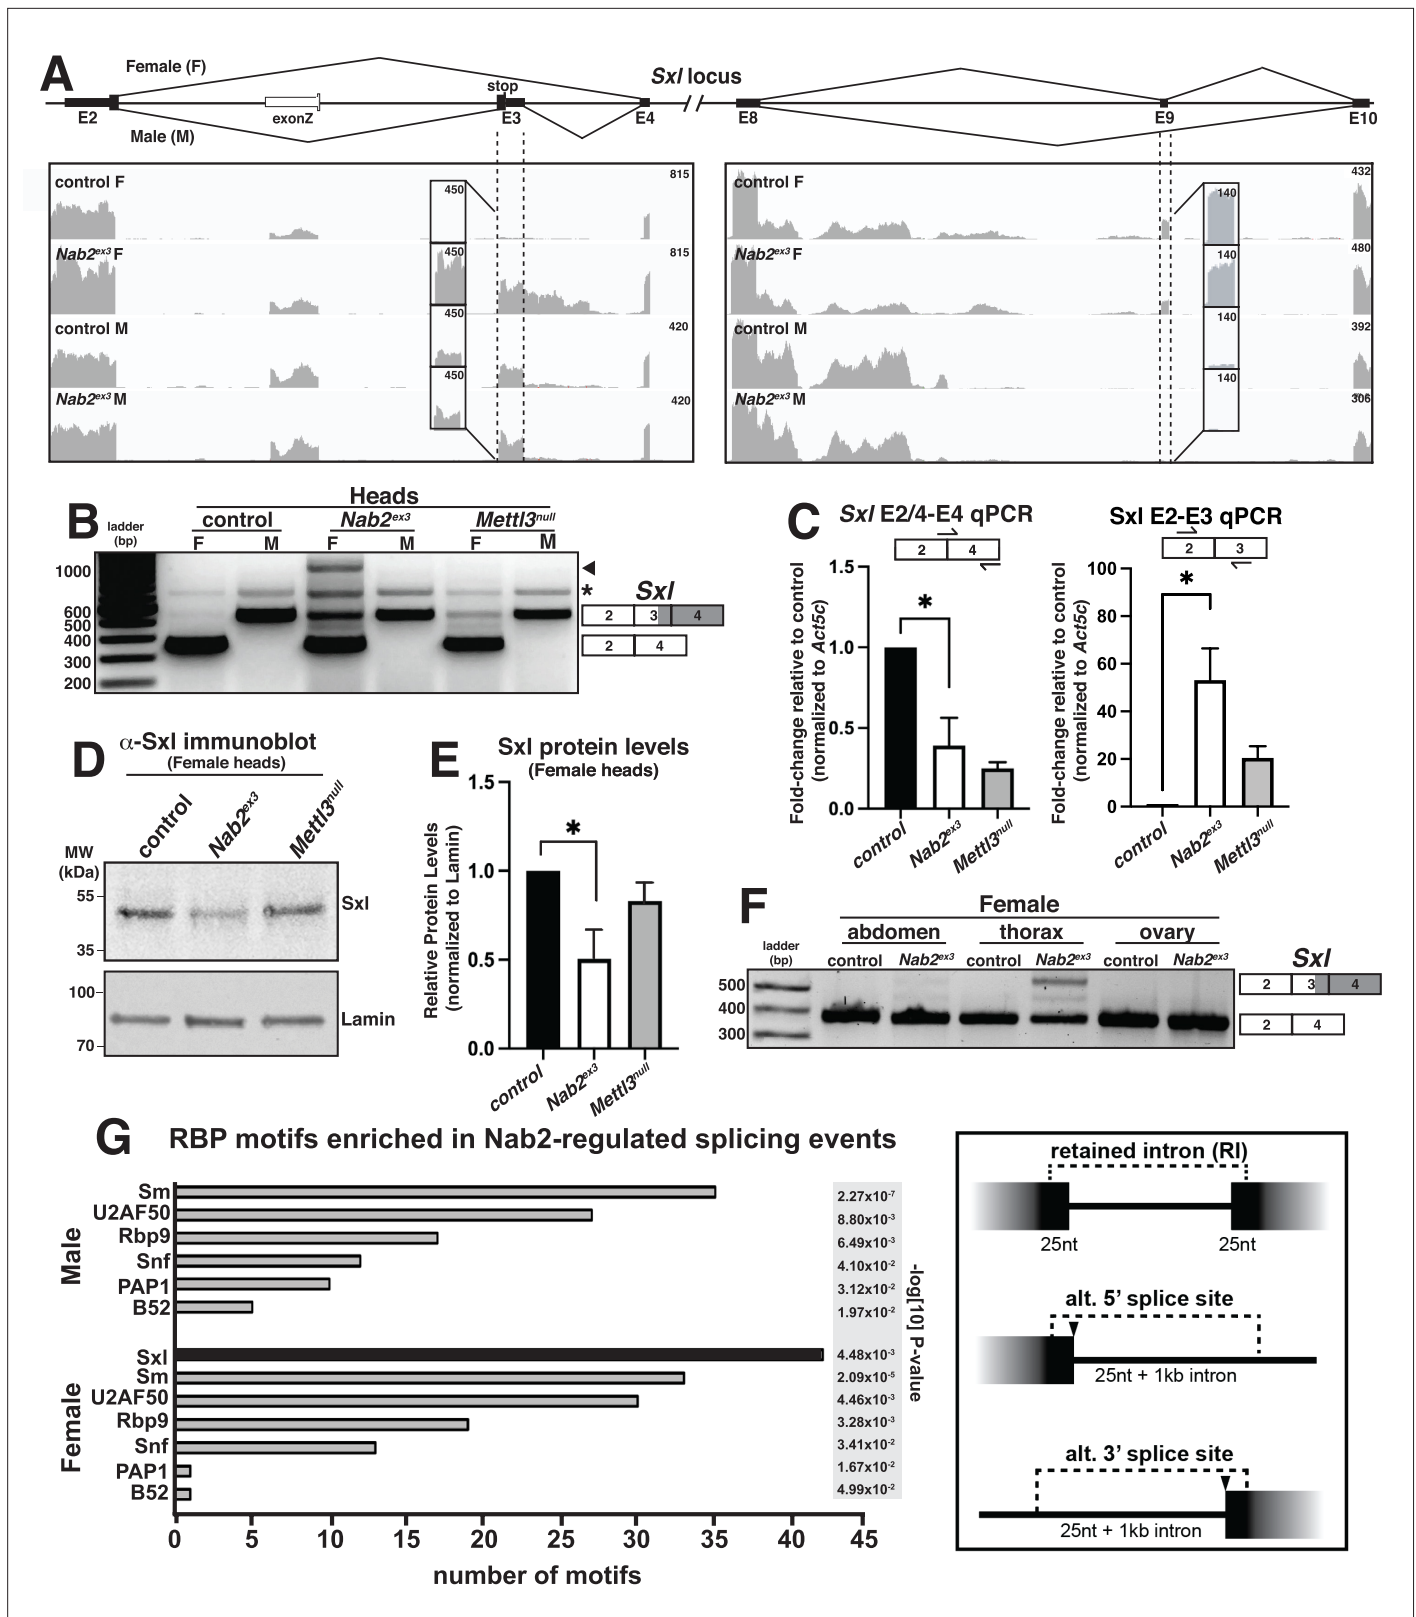 A
Female (F)
Sxl locus
stop
E2
exonZ
E3
E4
E8
E9
E10
Male (M)
control F
450
815
Nab2ex3 F
450
815
control M
450
420
Nab2ex3 M
450
420
control F
140
432
Nab2ex3 F
140
480
control M
140
392
Nab2ex3 M
140
306
B
Heads
ladder
(bp)
control
Nab2ex3
Mettl3null
F M F M F M
1000
600
500
400
300
200
*
Sxl
2 3 4
2 4
C
Sxl E2/4-E4 qPCR
2 4
Fold-change relative to control
(normalized to Act5c)
1.5
1.0
0.5
0.0
*
control
Nab2ex3
Mettl3null
Sxl E2-E3 qPCR
2 3
Fold-change relative to control
(normalized to Act5c)
100
80
60
40
20
0
*
control
Nab2ex3
Mettl3null
D
α-Sxl immunoblot
(Female heads)
control
Nab2ex3
Mettl3null
MW
(kDa)
55
35
Sxl
100
70
Lamin
E
Sxl protein levels
(Female heads)
Relative Protein Levels
(normalized to Lamin)
1.5
1.0
0.5
0.0
*
control
Nab2ex3
Mettl3null
F
Female
abdomen
thorax
ovary
ladder
(bp)
control Nab2ex3 control Nab2ex3 control Nab2ex3
500
400
300
Sxl
2 3 4
2 4
G
RBP motifs enriched in Nab2-regulated splicing events
Male
Sm 2.27x10-7
U2AF50 8.80x10-3
Rbp9 6.49x10-3
Snf 4.10x10-2
PAP1 3.12x10-2
B52 1.97x10-2
Female
Sxl 4.48x10-3
Sm 2.09x10-5
U2AF50 4.46x10-3
Rbp9 3.28x10-3
Snf 3.41x10-2
PAP1 1.67x10-2
B52 4.99x10-2
-log[10] P-value
0 5 10 15 20 25 30 35 40 45
number of motifs
retained intron (RI)
25nt 25nt
alt. 5’ splice site
25nt + 1kb intron
alt. 3’ splice site
25nt + 1kb intron